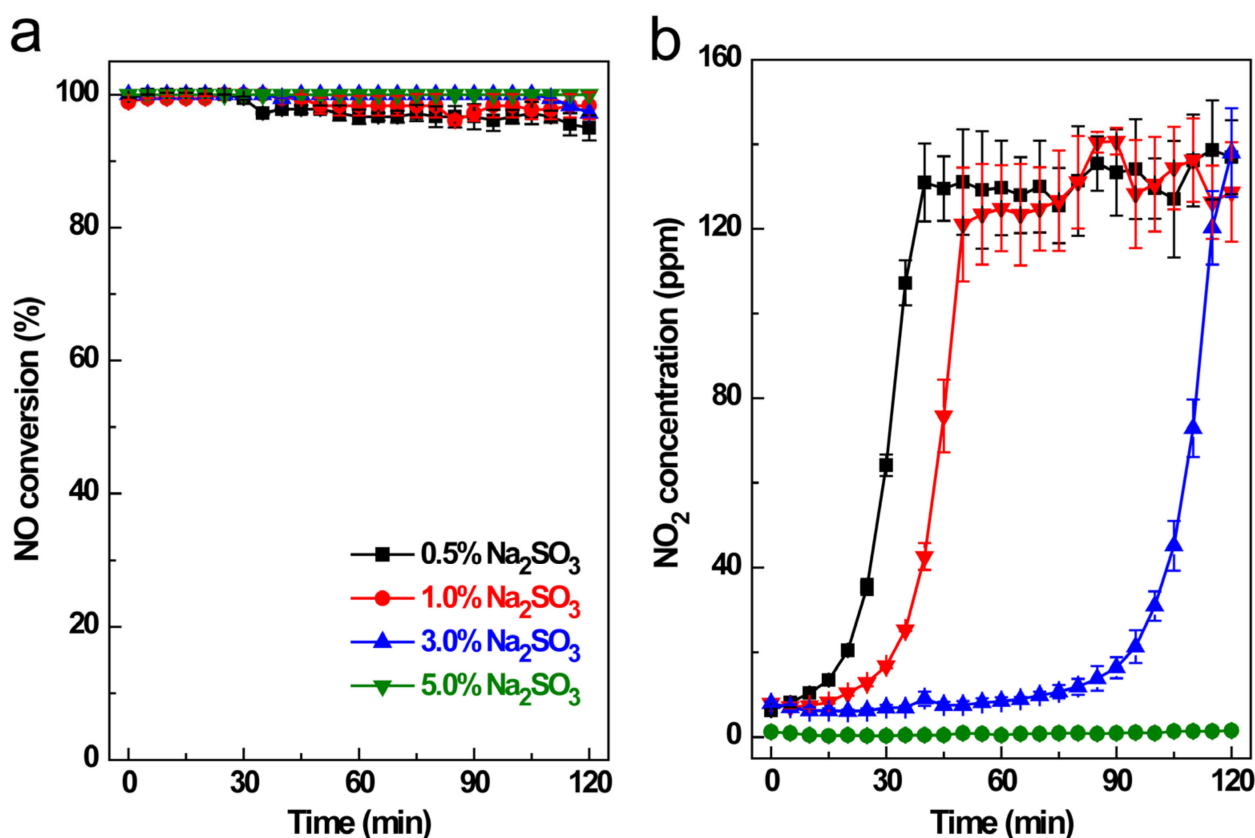 a
NO conversion (%)
100
80
60
40
20
0
0.5% Na₂SO₃
1.0% Na₂SO₃
3.0% Na₂SO₃
5.0% Na₂SO₃
0 30 60 90 120
Time (min)
b
NO₂ concentration (ppm)
160
120
80
40
0
0 30 60 90 120
Time (min)